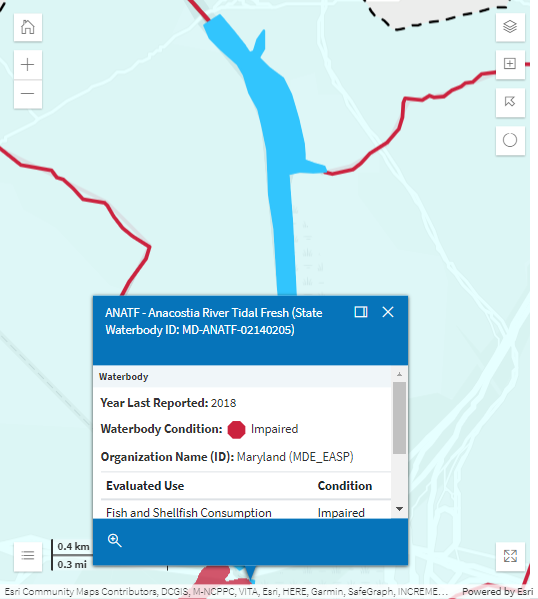 ANATF - Anacostia River Tidal Fresh (State
Waterbody ID: MD-ANATF-02140205)
Waterbody
Year Last Reported: 2018
Waterbody Condition: Impaired
Organization Name (ID): Maryland (MDE_EASP)
Evaluated Use Condition
Fish and Shellfish Consumption Impaired
0.4 km
0.3 mi
Esri Community Maps Contributors, DCGIS, M-NCPPC, VITA, Esri, HERE, Garmin, SafeGraph, INCREME... Powered by Esri